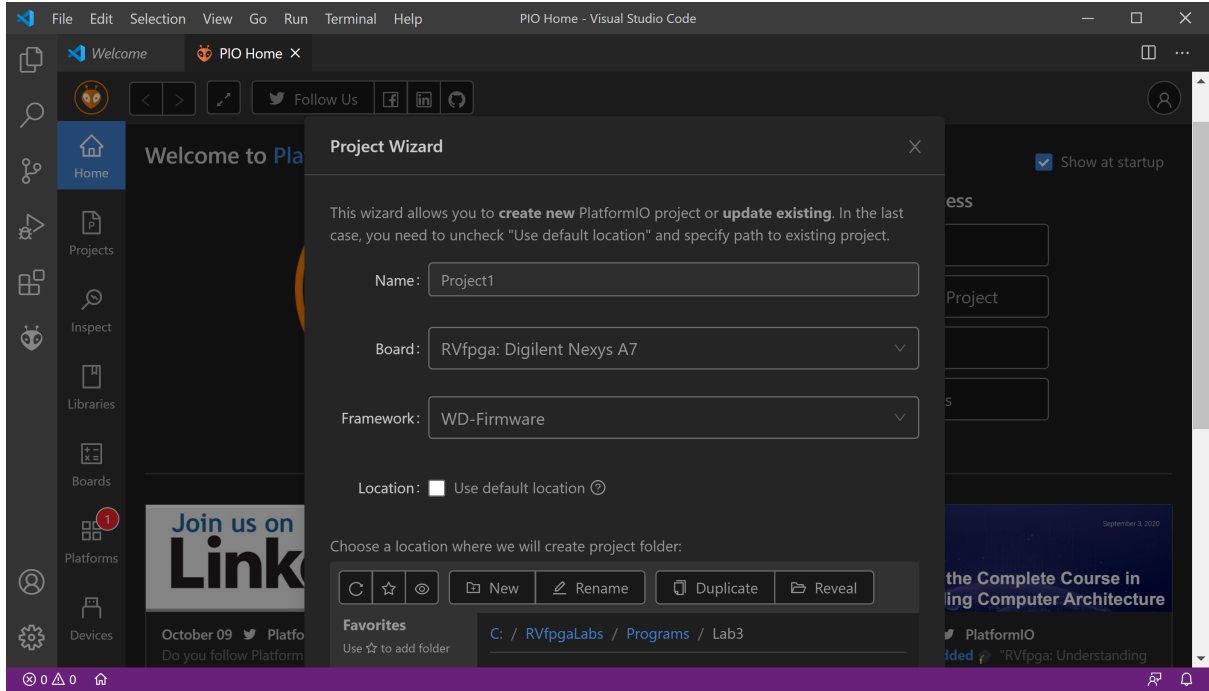 File Edit Selection View Go Run Terminal Help PIO Home - Visual Studio Code
Welcome PIO Home
Follow Us
Home
Projects
Inspect
Libraries
Boards
1
Platforms
Devices
Welcome to Pla
Show at startup
ess
Project
s
Project Wizard
This wizard allows you to create new PlatformIO project or update existing. In the last
case, you need to uncheck "Use default location" and specify path to existing project.
Name: Project1
Board: RVfpga: Digilent Nexys A7
Framework: WD-Firmware
Location: Use default location ?
Choose a location where we will create project folder:
New Rename Duplicate Reveal
Favorites
Use ☆ to add folder
C: / RVfpgaLabs / Programs / Lab3
Join us on
Link
October 09 Platfo
Do you follow Platform
September 3, 2020
the Complete Course in
ing Computer Architecture
PlatformIO
dded "RVfpga: Understanding
0 0